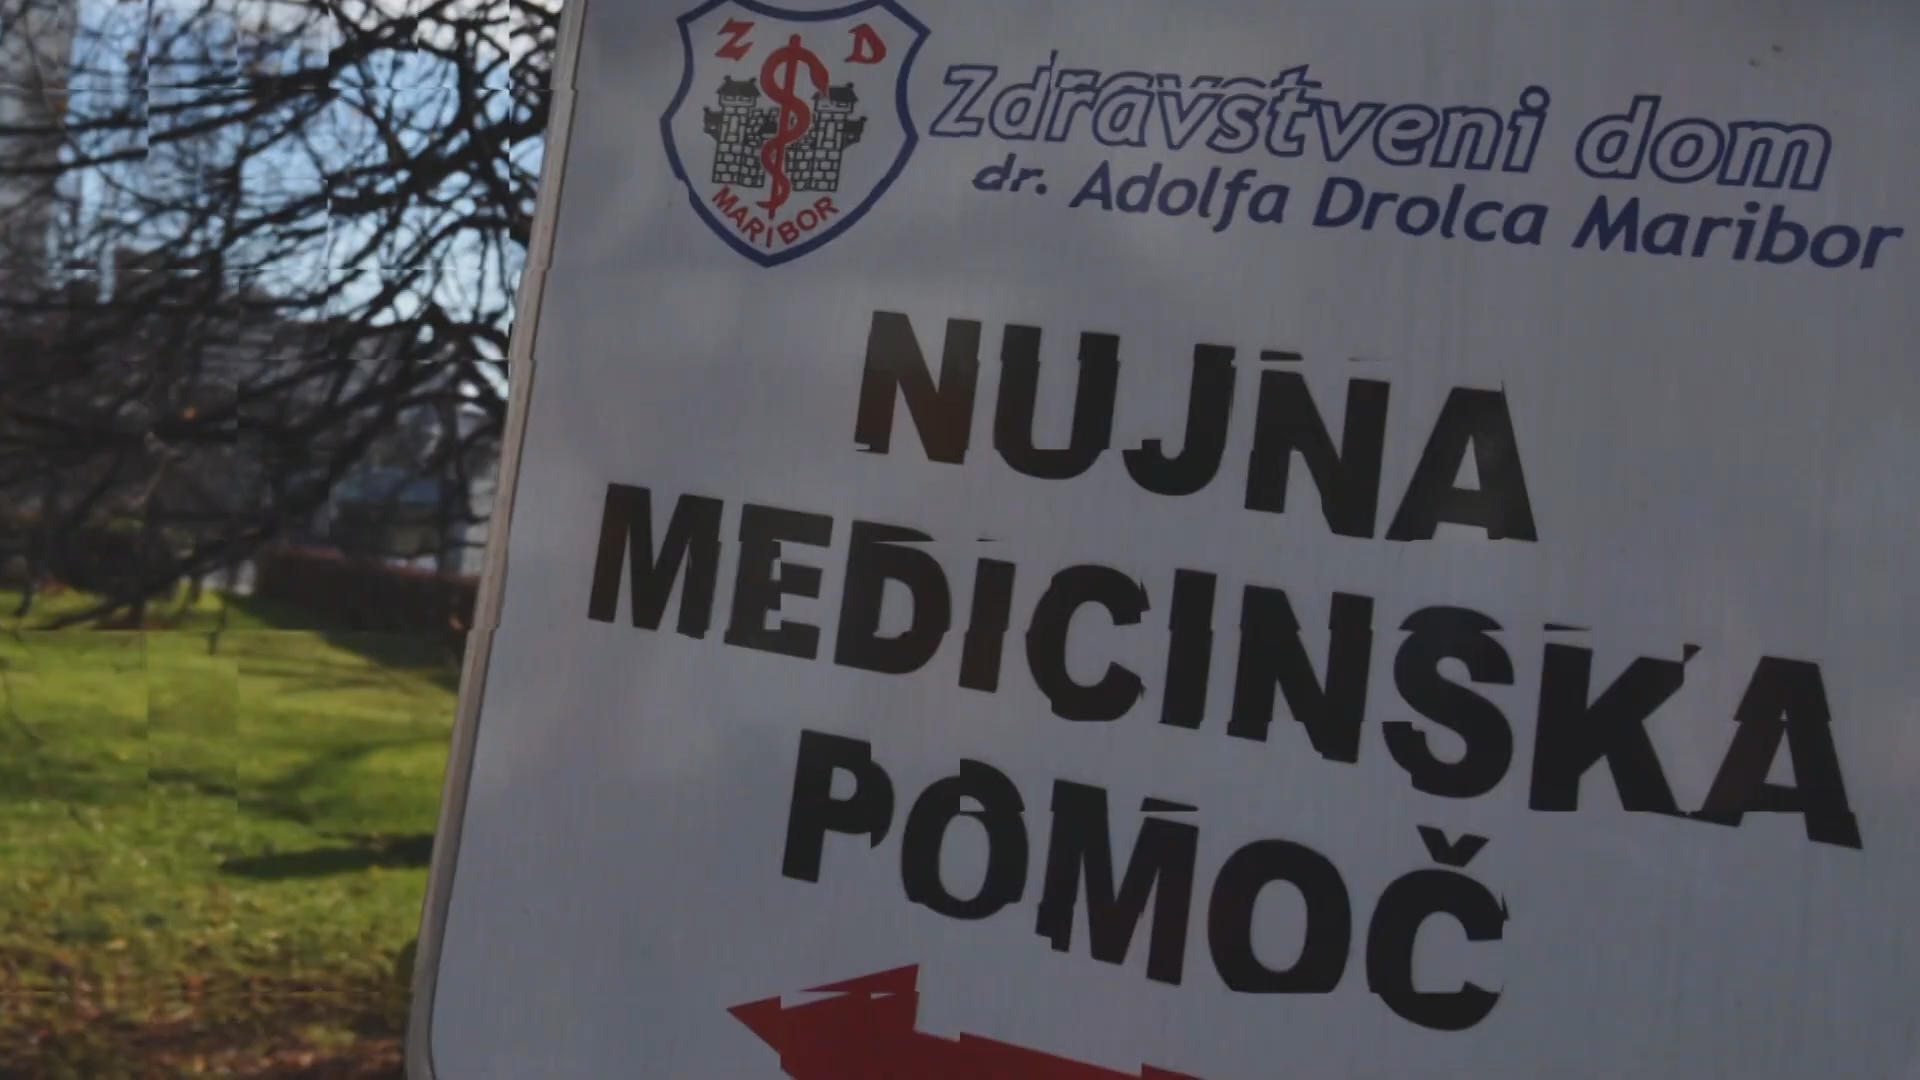 Z D
MARIBOR
Zdravstveni dom
dr. Adolfa Drolca Maribor
NUJNA
MEDICINSKA
POMOČ